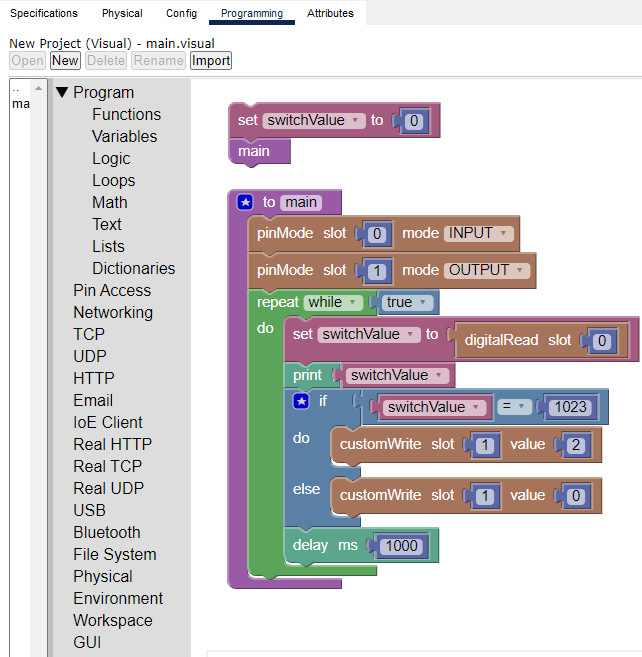 Specifications Physical Config Programming Attributes
New Project (Visual) - main.visual
Open New Delete Rename Import
..
ma
Program
Functions
Variables
Logic
Loops
Math
Text
Lists
Dictionaries
Pin Access
Networking
TCP
UDP
HTTP
Email
IoE Client
Real HTTP
Real TCP
Real UDP
USB
Bluetooth
File System
Physical
Environment
Workspace
GUI
set switchValue to 0
main
to main
pinMode slot 0 mode INPUT
pinMode slot 1 mode OUTPUT
repeat while true
do set switchValue to digitalRead slot 0
print switchValue
if switchValue = 1023
do customWrite slot 1 value 2
else customWrite slot 1 value 0
delay ms 1000